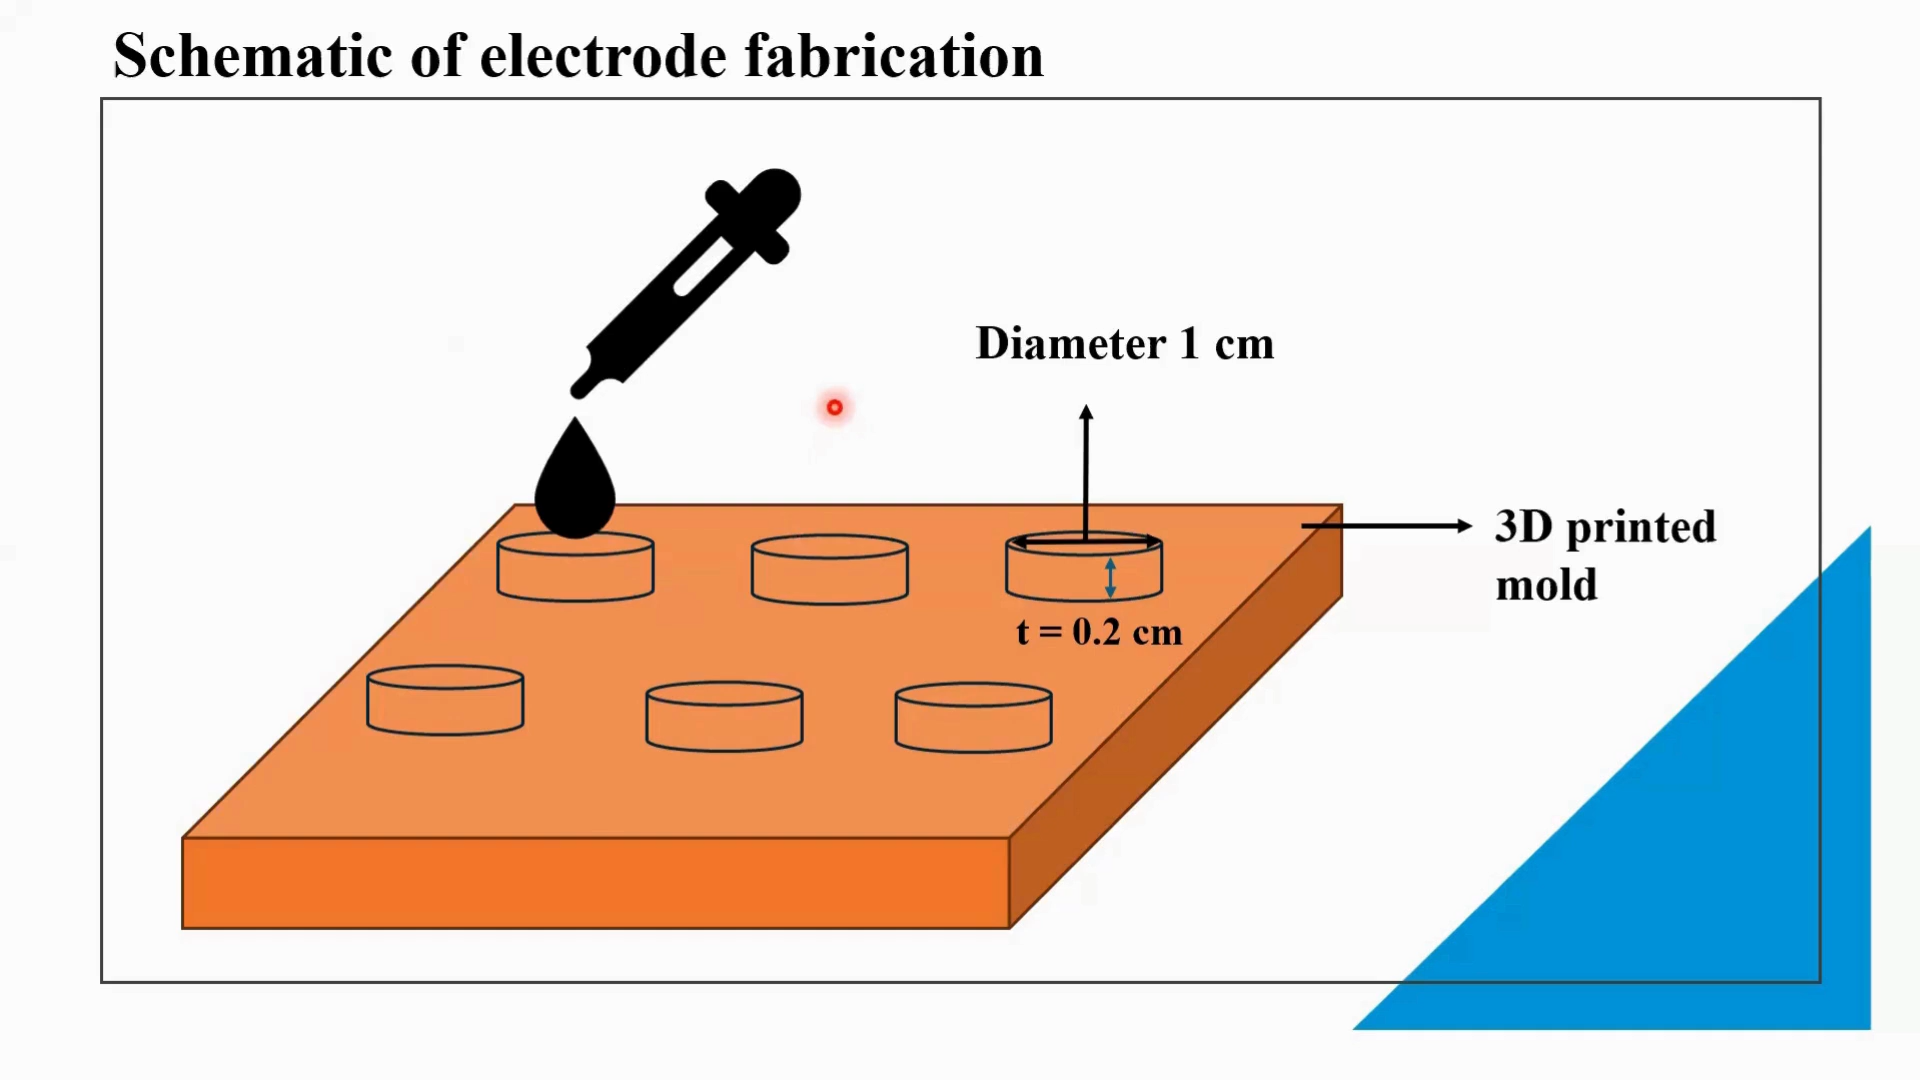 Schematic of electrode fabrication
Diameter 1 cm
3D printed
mold
t = 0.2 cm